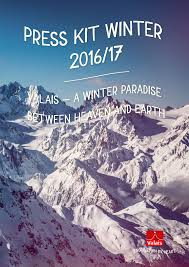 PRESS KIT WINTER
2016/17
VALAIS – A WINTER PARADISE
BETWEEN HEAVEN AND EARTH
Valais